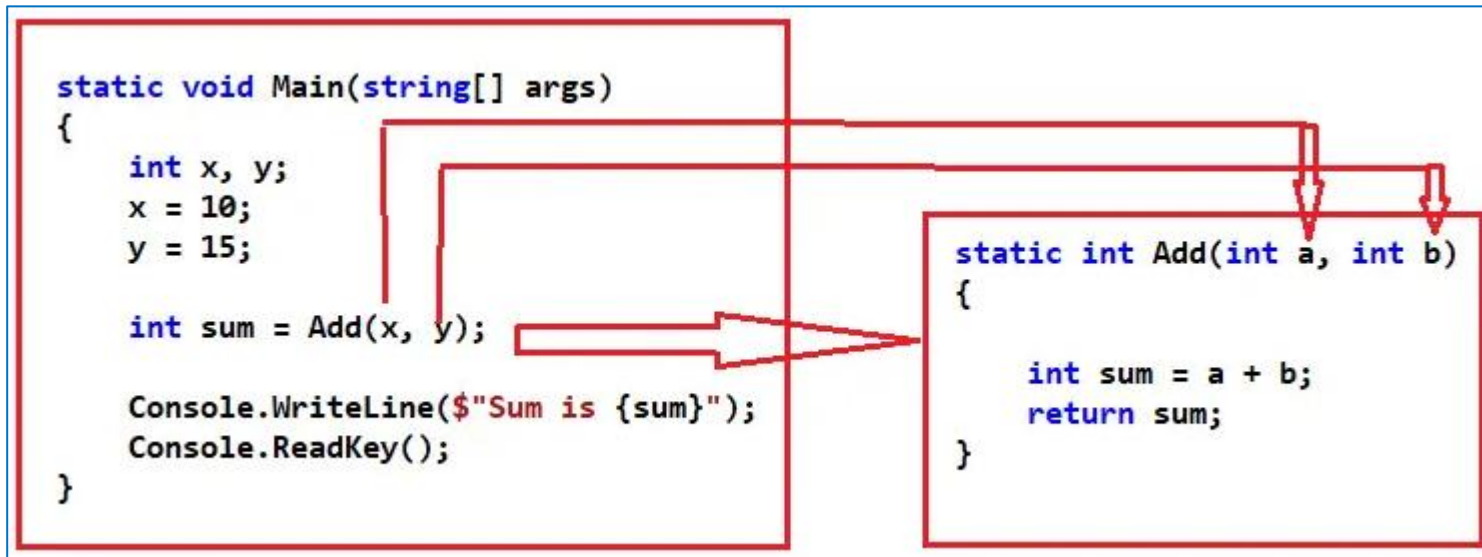 static void Main(string[] args)
{
    int x, y;
    x = 10;
    y = 15;
    int sum = Add(x, y);
    Console.WriteLine($"Sum is {sum}");
    Console.ReadKey();
}
static int Add(int a, int b)
{
    int sum = a + b;
    return sum;
}